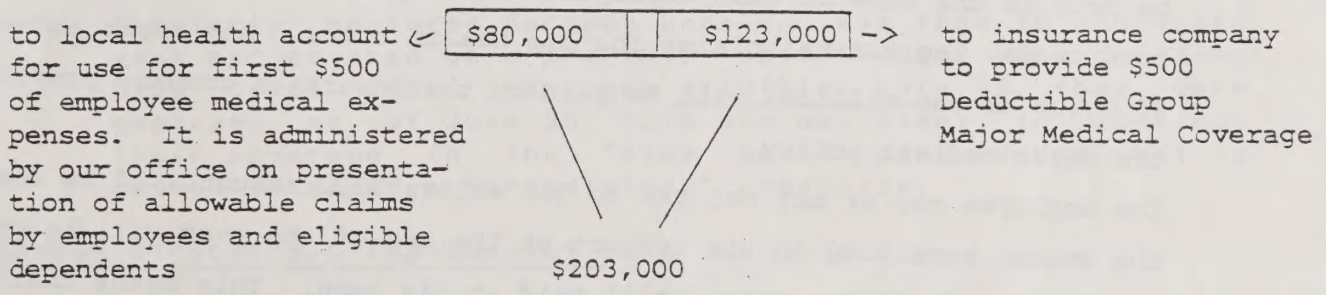 to local health account <- $80,000 $123,000 -> to insurance company
for use for first $500 to provide $500
of employee medical ex- Deductible Group
penses. It is administered Major Medical Coverage
by our office on presenta-
tion of allowable claims
by employees and eligible
dependents $203,000